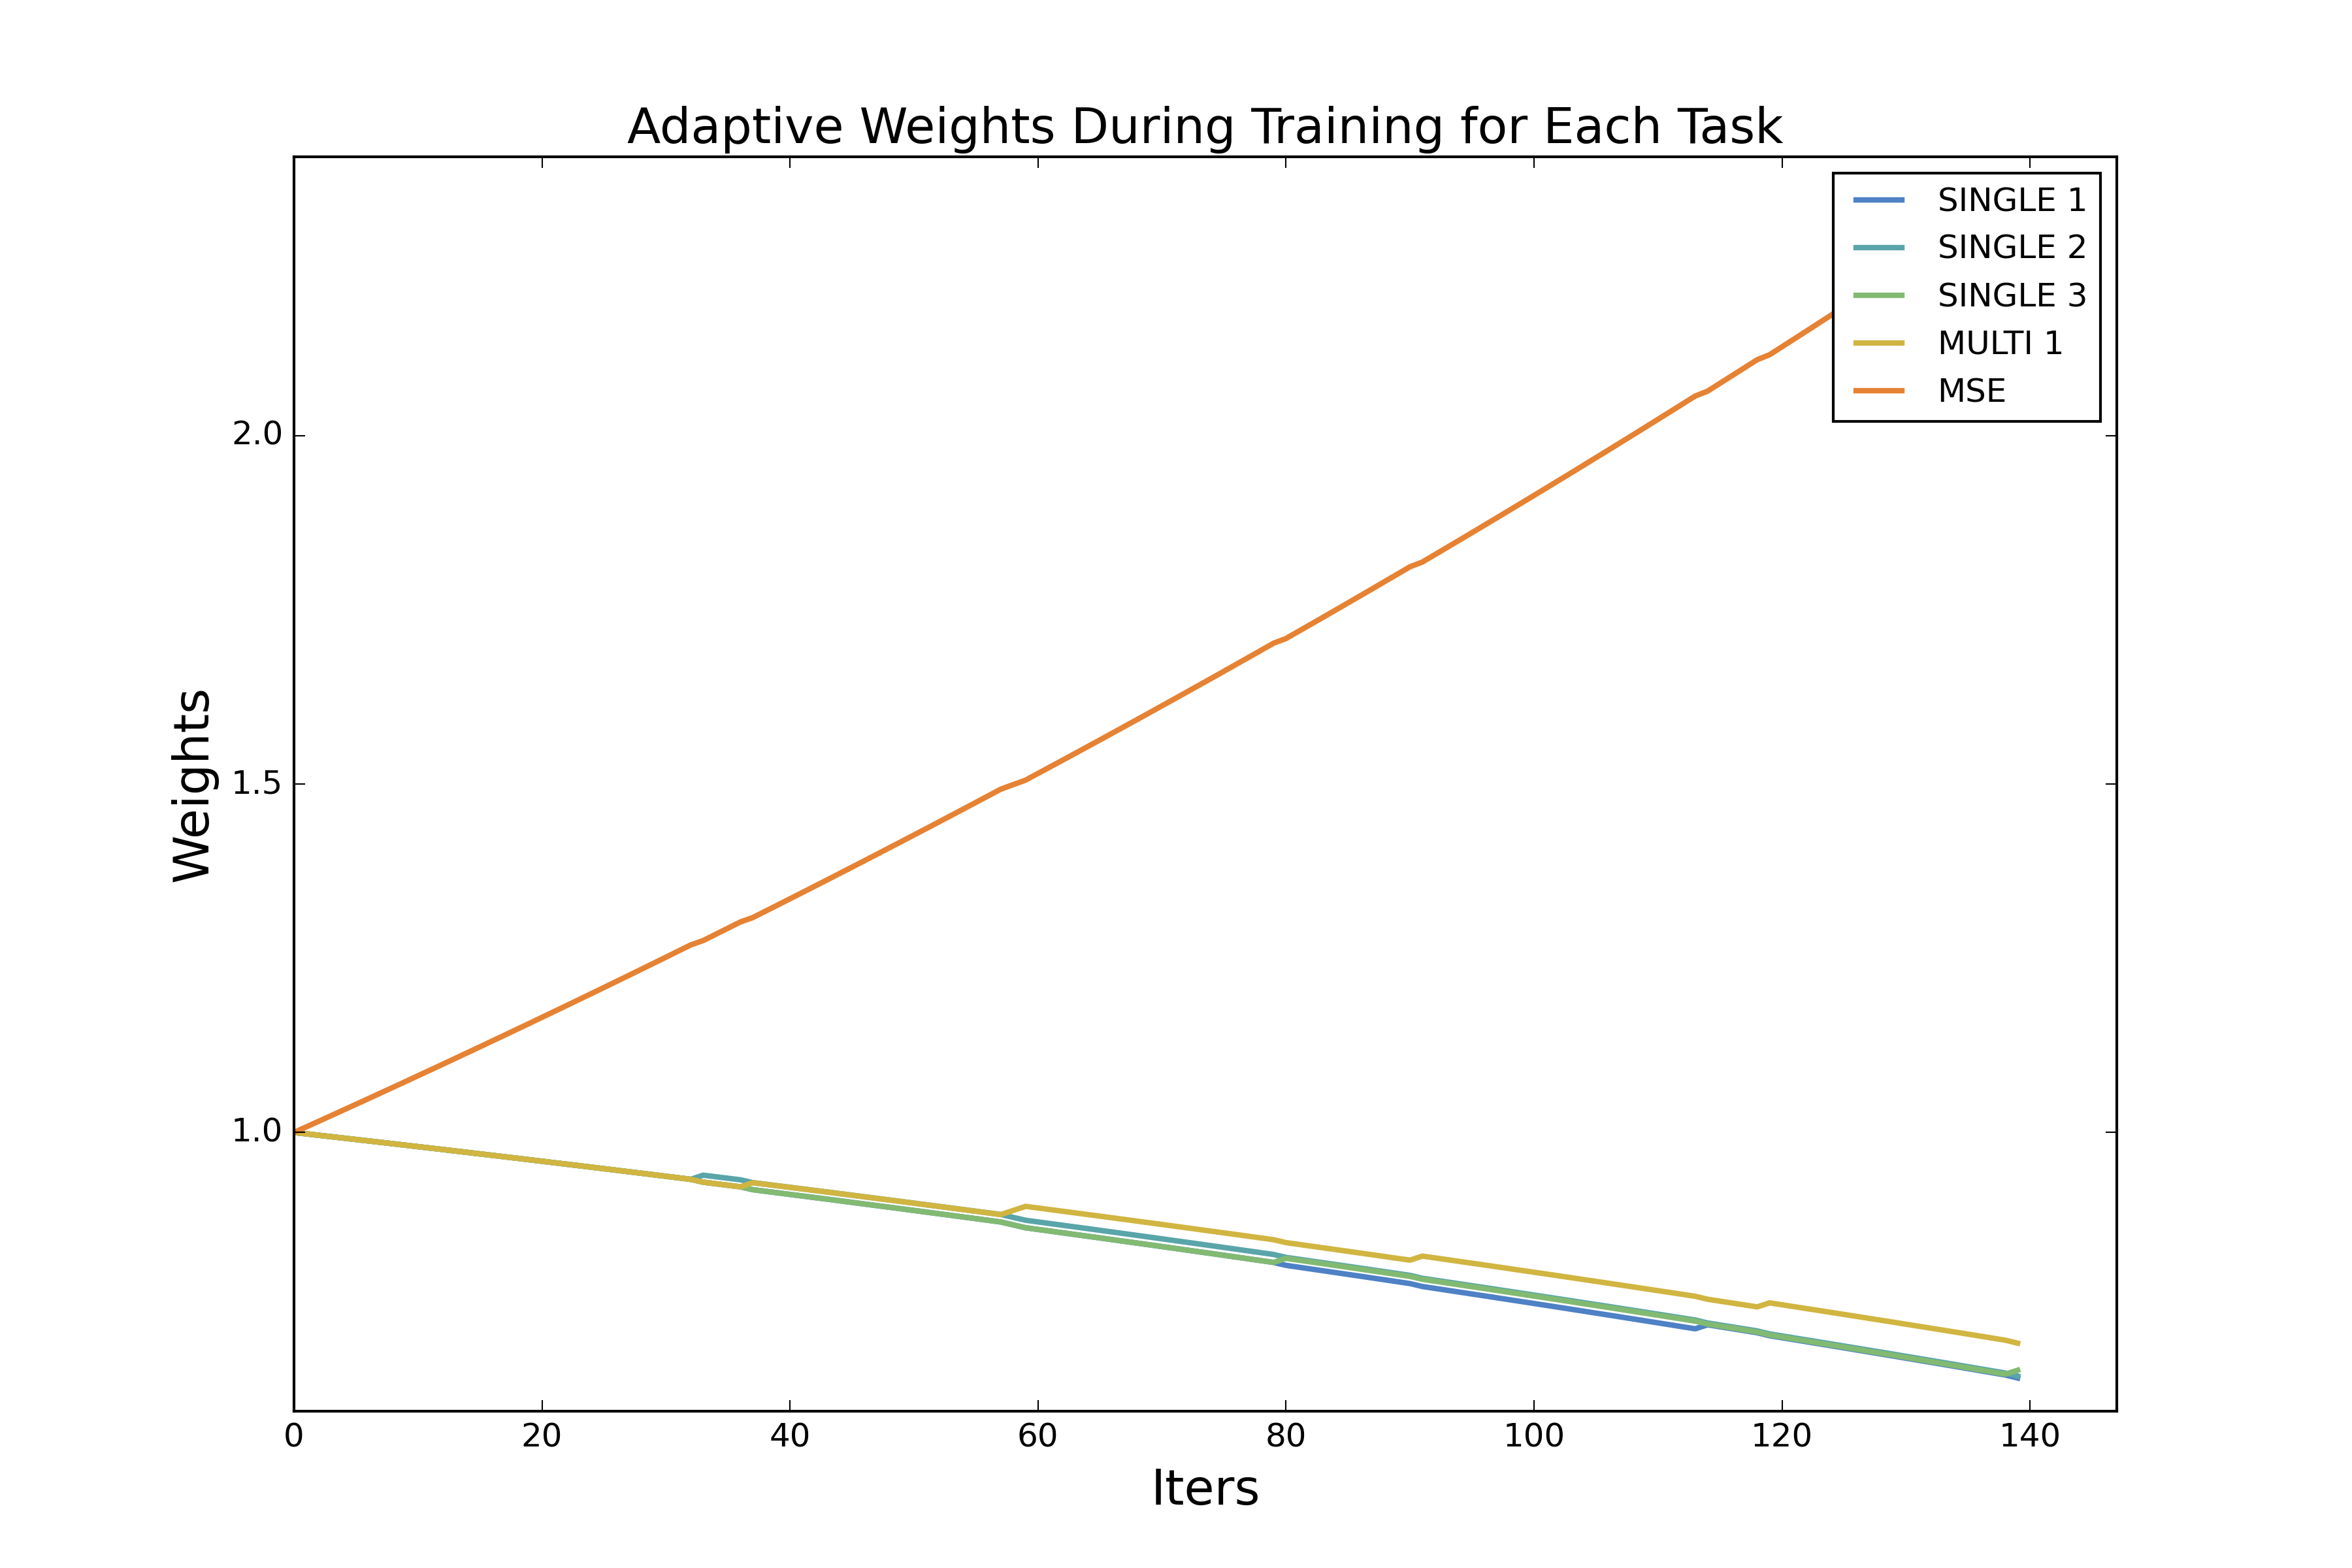 Adaptive Weights During Training for Each Task
SINGLE 1
SINGLE 2
SINGLE 3
MULTI 1
MSE
2.0
1.5
1.0
Weights
0 20 40 60 80 100 120 140
Iters